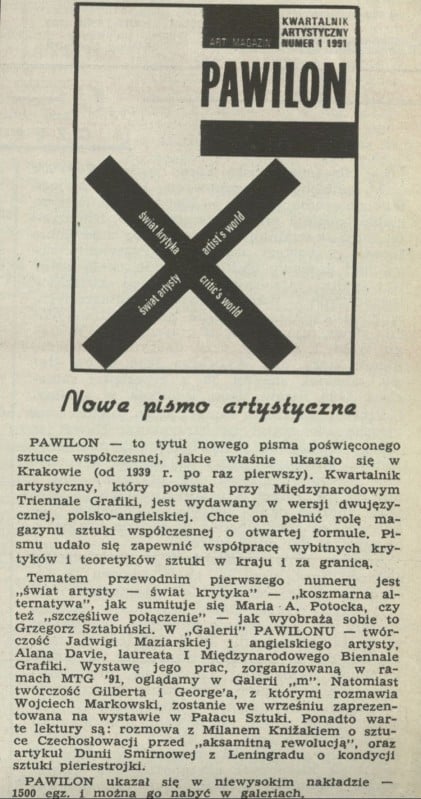 ART MAGAZIN
KWARTALNIK
ARTYSTYCZNY
NUMER 1 1991
PAWILON
świat krytyka
artist's world
świat artysty
critic's world
Nowe pismo artystyczne
PAWILON — to tytuł nowego pisma poświęconego
sztuce współczesnej, jakie właśnie ukazało się w
Krakowie (od 1939 r. po raz pierwszy). Kwartalnik
artystyczny, który powstał przy Międzynarodowym
Triennale Grafiki, jest wydawany w wersji dwujęzy-
cznej, polsko-angielskiej. Chce on pełnić rolę ma-
gazynu sztuki współczesnej o otwartej formule. Pi-
smu udało się zapewnić współpracę wybitnych kry-
tyków i teoretyków sztuki w kraju i za granicą.
Tematem przewodnim pierwszego numeru jest
„świat artysty — świat krytyka" — „koszmarna al-
ternatywa", jak sumituje się Maria A. Potocka, czy
też „szczęśliwe połączenie" — jak wyobraża sobie to
Grzegorz Sztabiński. W „Galerii" PAWILONU — twór-
czość Jadwigi Maziarskiej i angielskiego artysty,
Alana Davie, laureata I Międzynarodowego Biennale
Grafiki. Wystawę jego prac, zorganizowaną w ra-
mach MTG '91, oglądamy w Galerii „m". Natomiast
twórczość Gilberta i George'a, z którymi rozmawia
Wojciech Markowski, zostanie we wrześniu zaprezen-
towana na wystawie w Pałacu Sztuki. Ponadto war-
te lektury są: rozmowa z Milanem Kniżakiem o sztu-
ce Czechosłowacji przed „aksamitną rewolucją", oraz
artykuł Dunii Smirnowej z Leningradu o kondycji
sztuki pieriestrojki.
PAWILON ukazał się w niewysokim nakładzie —
1500 egz. i można go nabyć w galeriach.